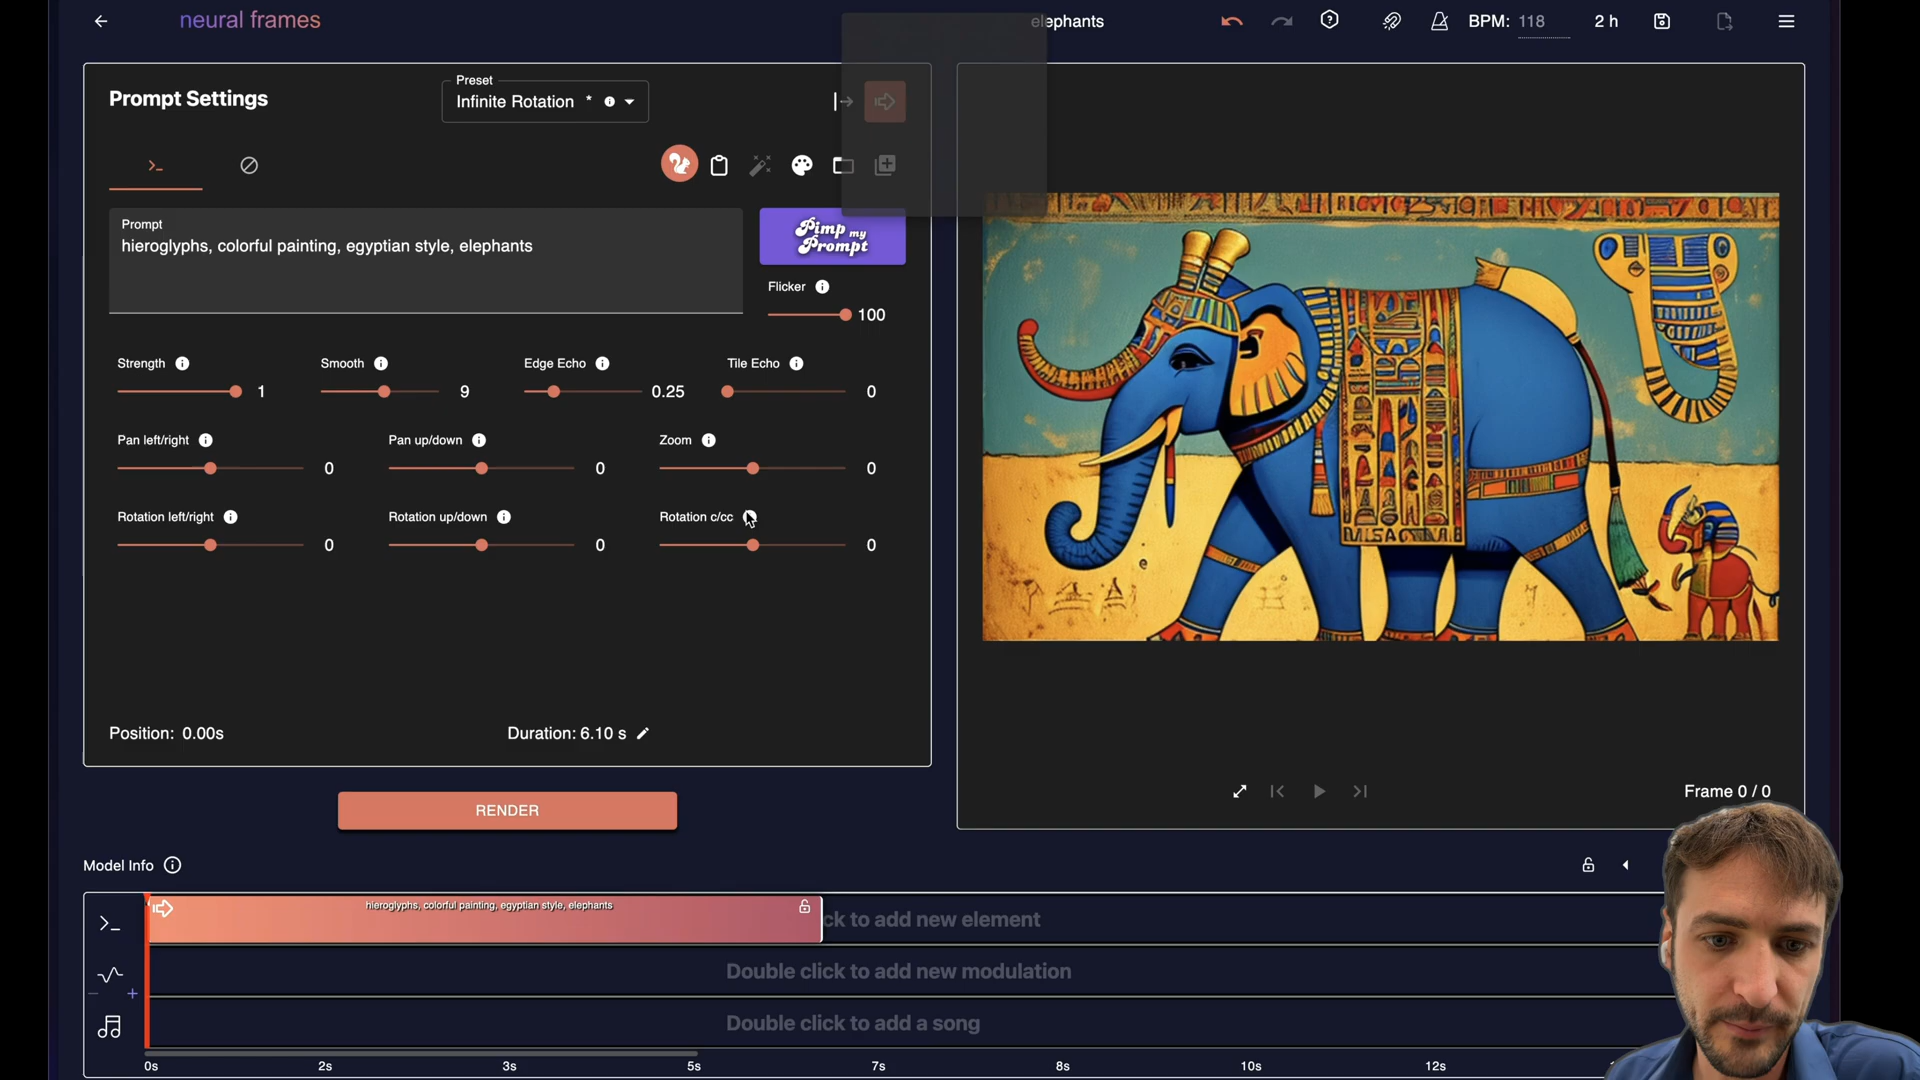 neural frames
elephants
BPM: 118
2 h
Prompt Settings
Preset
Infinite Rotation *
Prompt
hieroglyphs, colorful painting, egyptian style, elephants
Pimp my
Prompt
Flicker
100
Strength
1
Smooth
9
Edge Echo
0.25
Tile Echo
0
Pan left/right
0
Pan up/down
0
Zoom
0
Rotation left/right
0
Rotation up/down
0
Rotation c/cc
0
Position: 0.00s
Duration: 6.10 s
RENDER
Frame 0 / 0
Model Info
hieroglyphs, colorful painting, egyptian style, elephants
ck to add new element
Double click to add new modulation
Double click to add a song
0s
2s
3s
5s
7s
8s
10s
12s